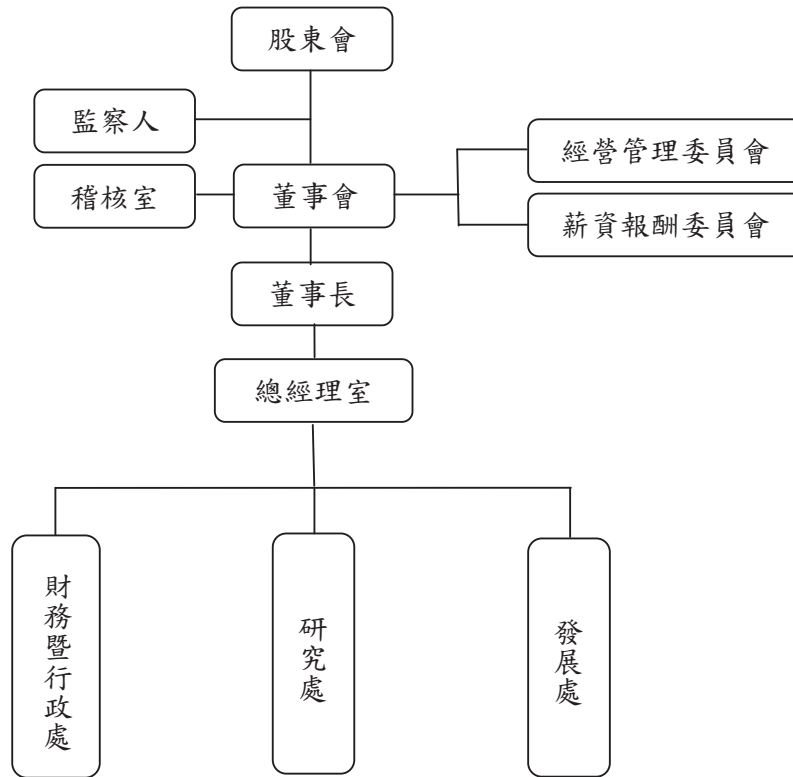 股東會
監察人
經營管理委員會
稽核室
董事會
薪資報酬委員會
董事長
總經理室
財務暨行政處
研究處
發展處